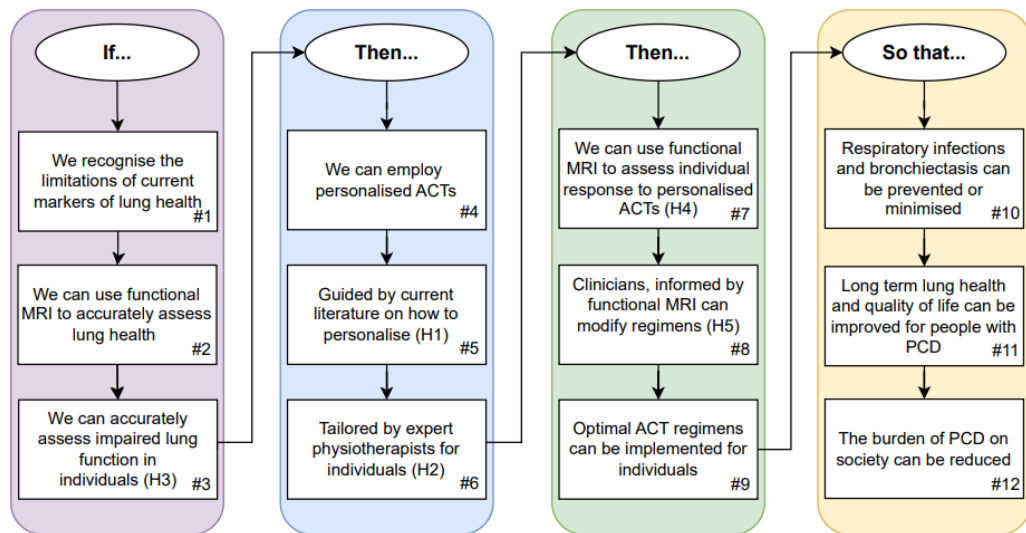 If...
We recognise the
limitations of current
markers of lung health
#1
We can use functional
MRI to accurately assess
lung health
#2
We can accurately
assess impaired lung
function in
individuals (H3)
#3
Then...
We can employ
personalised ACTs
#4
Guided by current
literature on how to
personalise (H1)
#5
Tailored by expert
physiotherapists for
individuals (H2)
#6
Then...
We can use functional
MRI to assess individual
response to personalised
ACTs (H4)
#7
Clinicians, informed by
functional MRI can
modify regimens (H5)
#8
Optimal ACT regimens
can be implemented for
individuals
#9
So that...
Respiratory infections
and bronchiectasis can
be prevented or
minimised
#10
Long term lung health
and quality of life can be
improved for people with
PCD
#11
The burden of PCD on
society can be reduced
#12